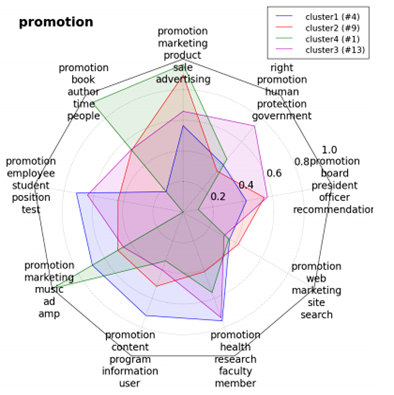 promotion
cluster1 (#4)
cluster2 (#9)
cluster4 (#1)
cluster3 (#13)
promotion
marketing
product
sale
advertising
right
promotion
human
protection
government
promotion
book
author
time
people
1.0
0.8
0.6
0.4
0.2
promotion
board
president
officer
recommendation
promotion
employee
student
position
test
promotion
marketing
music
ad
amp
promotion
web
marketing
site
search
promotion
content
program
information
user
promotion
health
research
faculty
member